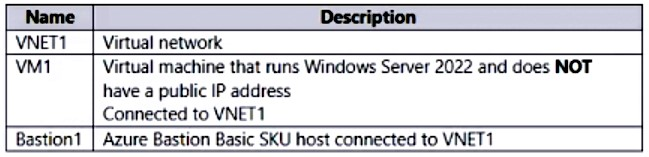 Name Description
VNET1 Virtual network
VM1 Virtual machine that runs Windows Server 2022 and does NOT
have a public IP address
Connected to VNET1
Bastion1 Azure Bastion Basic SKU host connected to VNET1